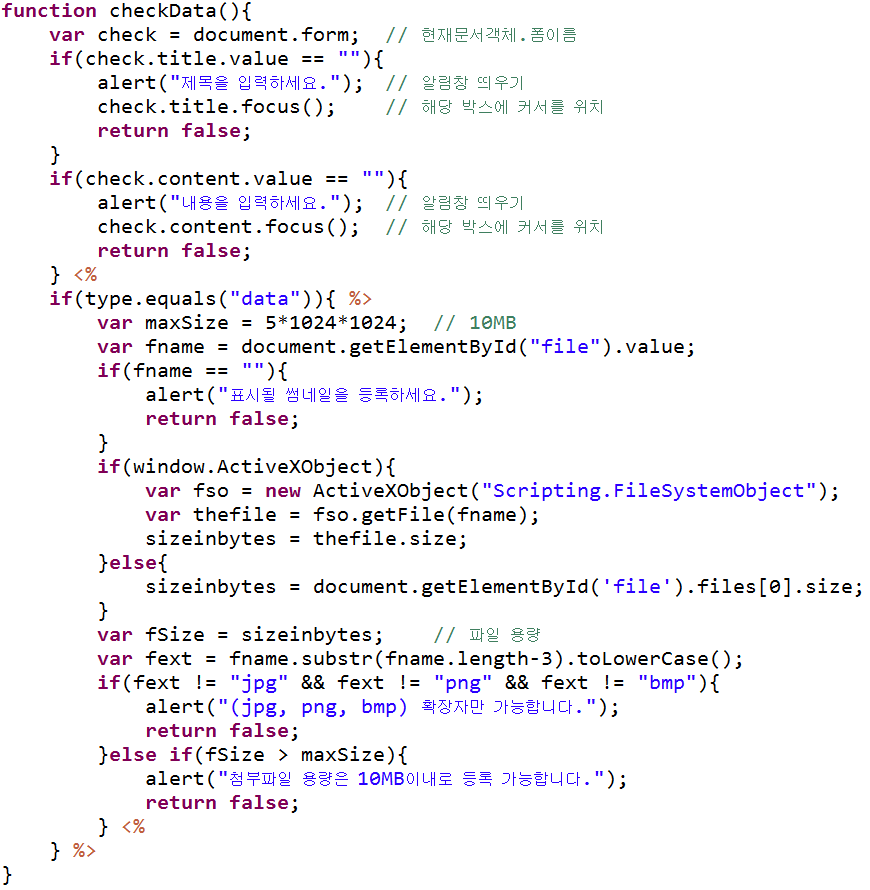 function checkData(){
    var check = document.form;  // 현재문서객체.폼이름
    if(check.title.value == ""){
        alert("제목을 입력하세요.");  // 알림창 띄우기
        check.title.focus();    // 해당 박스에 커서를 위치
        return false;
    }
    if(check.content.value == ""){
        alert("내용을 입력하세요.");  // 알림창 띄우기
        check.content.focus();  // 해당 박스에 커서를 위치
        return false;
    } <%
    if(type.equals("data")){ %>
        var maxSize = 5*1024*1024;  // 10MB
        var fname = document.getElementById("file").value;
        if(fname == ""){
            alert("표시될 썸네일을 등록하세요.");
            return false;
        }
        if(window.ActiveXObject){
            var fso = new ActiveXObject("Scripting.FileSystemObject");
            var thefile = fso.getFile(fname);
            sizeinbytes = thefile.size;
        }else{
            sizeinbytes = document.getElementById('file').files[0].size;
        }
        var fSize = sizeinbytes;    // 파일 용량
        var fext = fname.substr(fname.length-3).toLowerCase();
        if(fext != "jpg" && fext != "png" && fext != "bmp"){
            alert("(jpg, png, bmp) 확장자만 가능합니다.");
            return false;
        }else if(fSize > maxSize){
            alert("첨부파일 용량은 10MB이내로 등록 가능합니다.");
            return false;
        } <%
    } %>
}